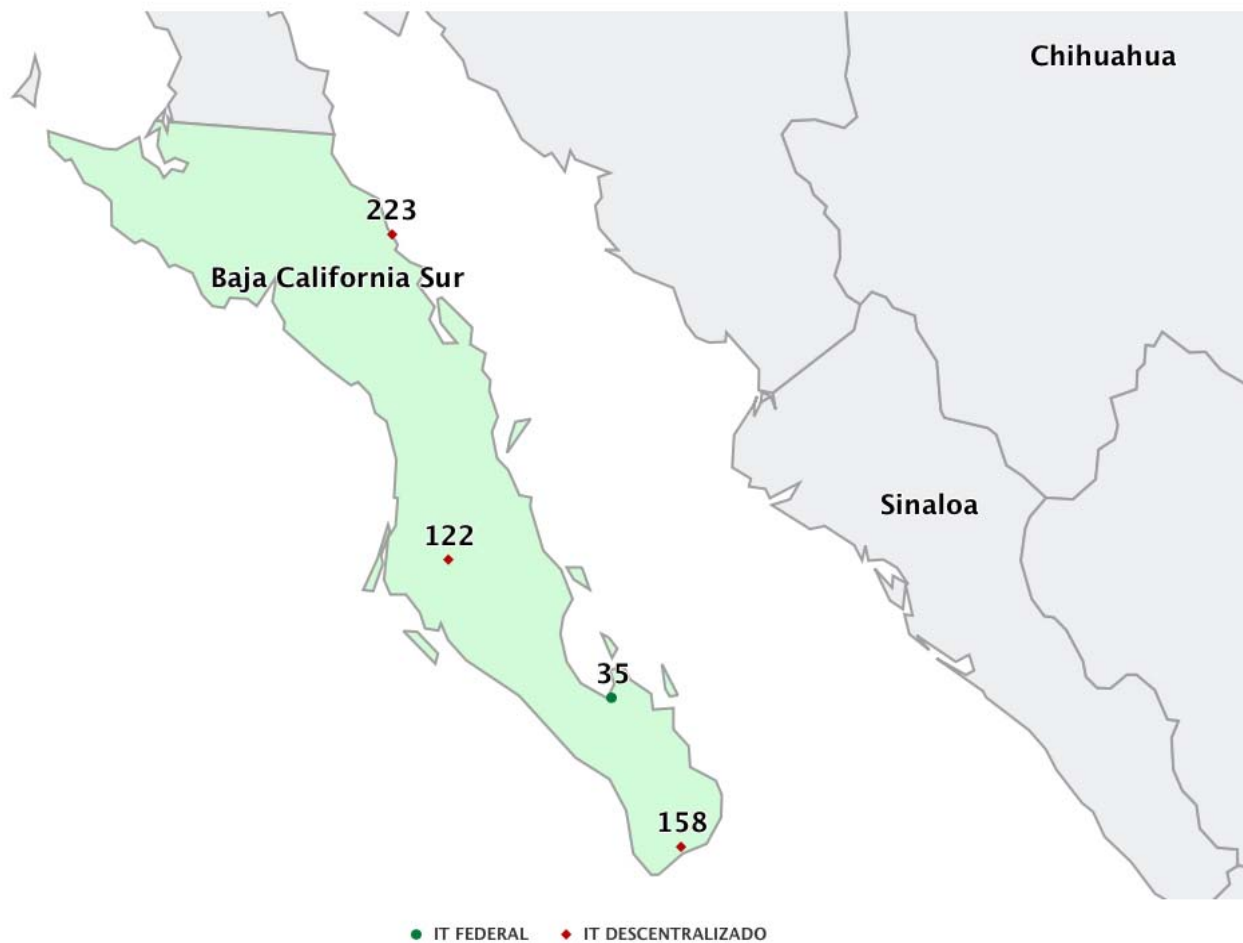 Chihuahua
223
Baja California Sur
Sinaloa
122
35
158
IT FEDERAL IT DESCENTRALIZADO